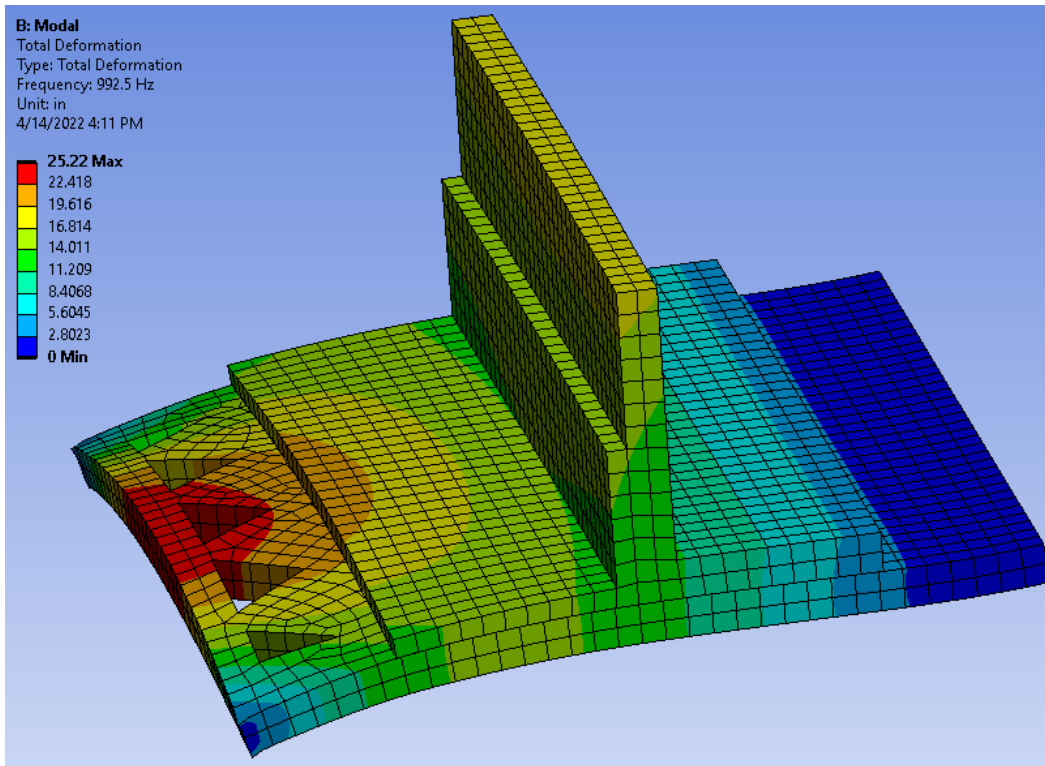 B: Modal
Total Deformation
Type: Total Deformation
Frequency: 992.5 Hz
Unit: in
4/14/2022 4:11 PM
25.22 Max
22.418
19.616
16.814
14.011
11.209
8.4068
5.6045
2.8023
0 Min